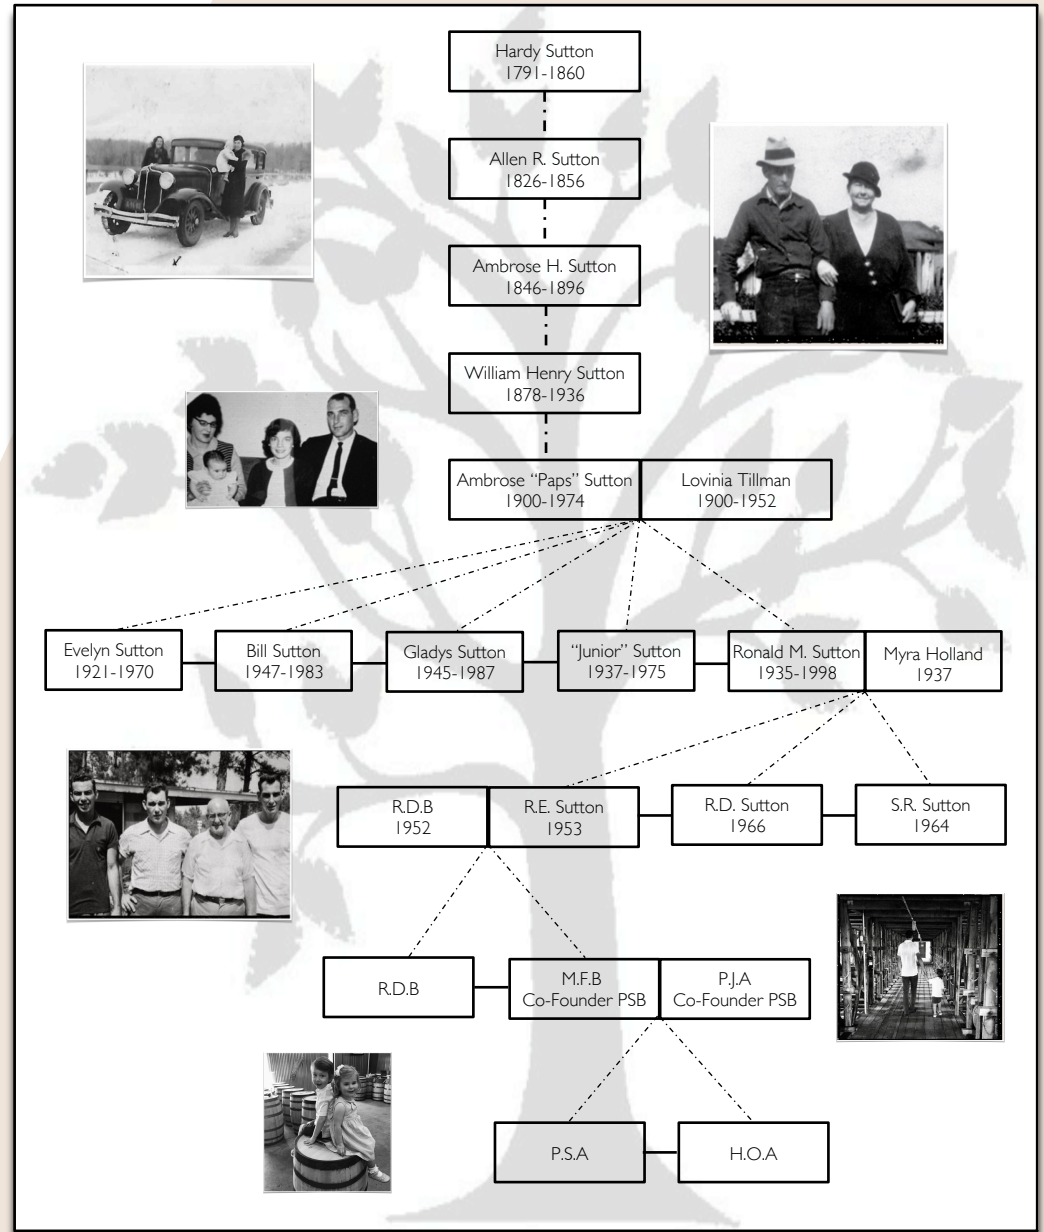 Hardy Sutton
1791-1860
Allen R. Sutton
1826-1856
Ambrose H. Sutton
1846-1896
William Henry Sutton
1878-1936
Ambrose “Paps” Sutton
1900-1974
Lovinia Tillman
1900-1952
Evelyn Sutton
1921-1970
Bill Sutton
1947-1983
Gladys Sutton
1945-1987
“Junior” Sutton
1937-1975
Ronald M. Sutton
1935-1998
Myra Holland
1937
R.D.B
1952
R.E. Sutton
1953
R.D. Sutton
1966
S.R. Sutton
1964
R.D.B
M.F.B
Co-Founder PSB
P.J.A
Co-Founder PSB
P.S.A
H.O.A